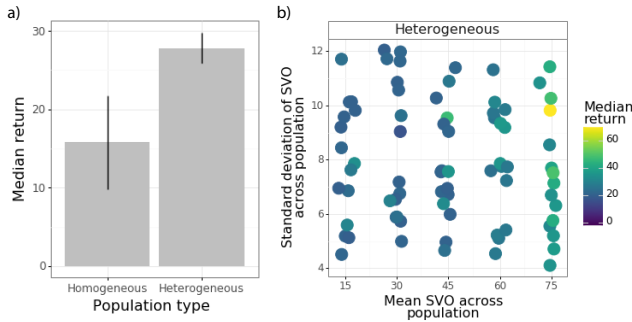 a)
Median return
30
20
10
0
Homogeneous Heterogeneous
Population type
b)
Heterogeneous
Standard deviation of SVO
across population
12
10
8
6
4
15 30 45 60 75
Mean SVO across
population
Median
return
60
40
20
0